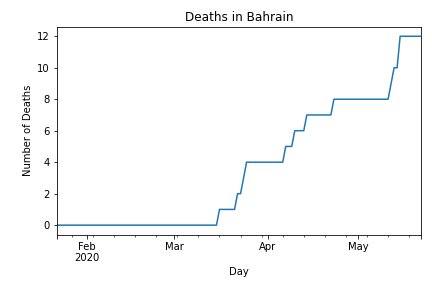 Deaths in Bahrain
Number of Deaths
12
10
8
6
4
2
0
Feb
2020
Mar
Apr
May
Day